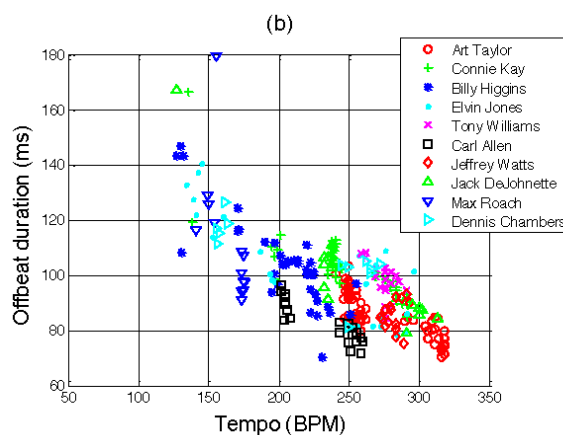 (b)
Offbeat duration (ms)
180
160
140
120
100
80
60
50
100
150
200
250
300
350
Tempo (BPM)
Art Taylor
Connie Kay
Billy Higgins
Elvin Jones
Tony Williams
Carl Allen
Jeffrey Watts
Jack DeJohnette
Max Roach
Dennis Chambers